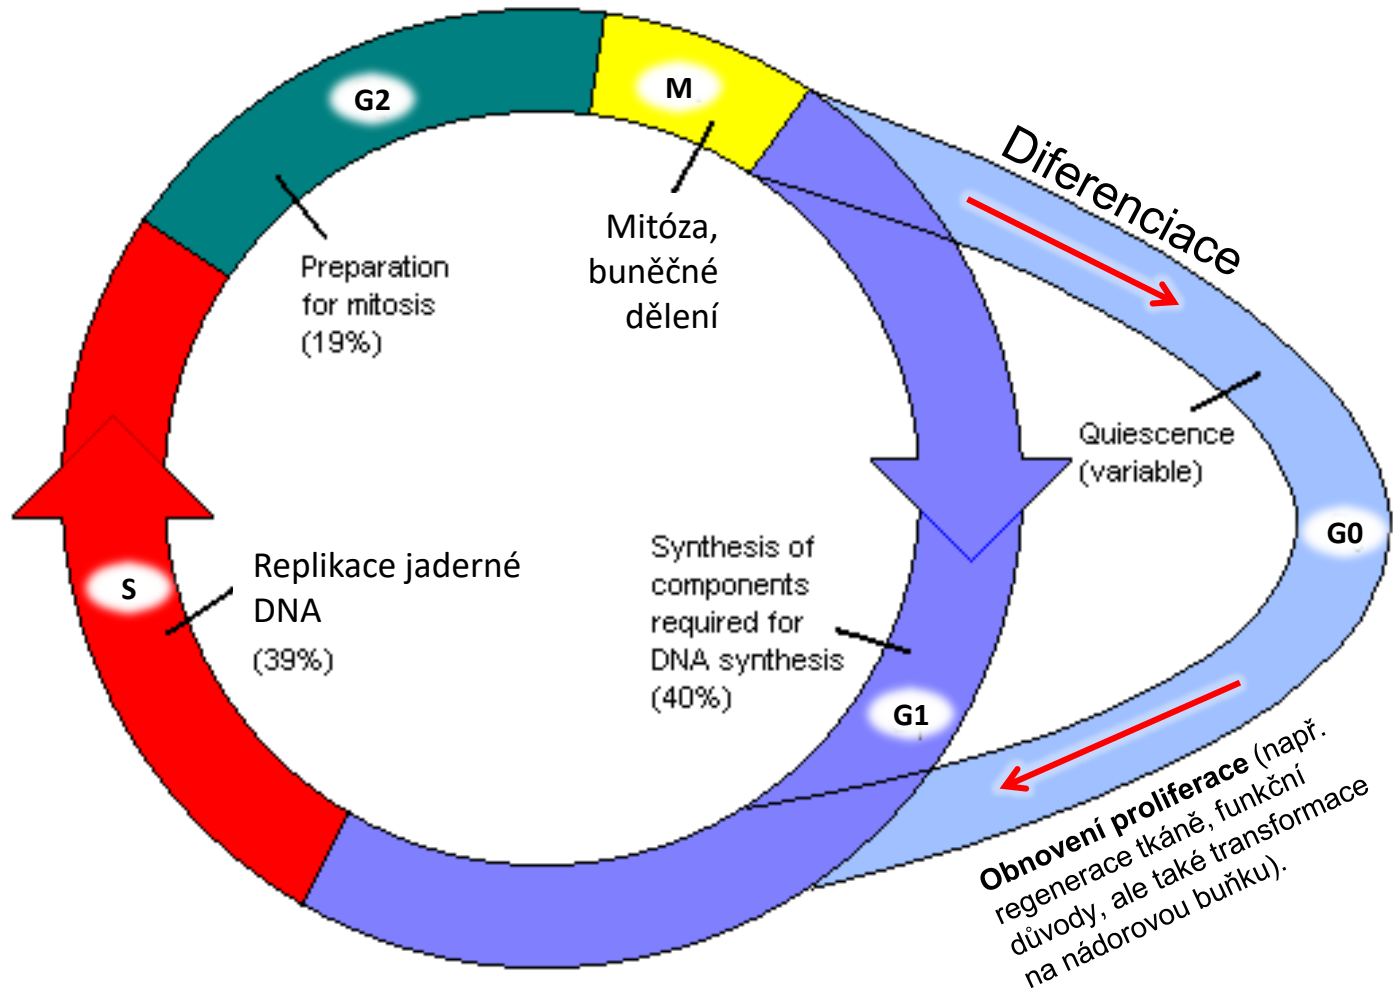 G2
M
Diferenciace
Mitóza,
buněčné
dělení
Preparation
for mitosis
(19%)
Quiescence
(variable)
G0
S
Replikace jaderné
DNA
(39%)
Synthesis of
components
required for
DNA synthesis
(40%)
G1
Obnovení proliferace (např.
regenerace tkáně, funkční
důvody, ale také transformace
na nádorovou buňku).